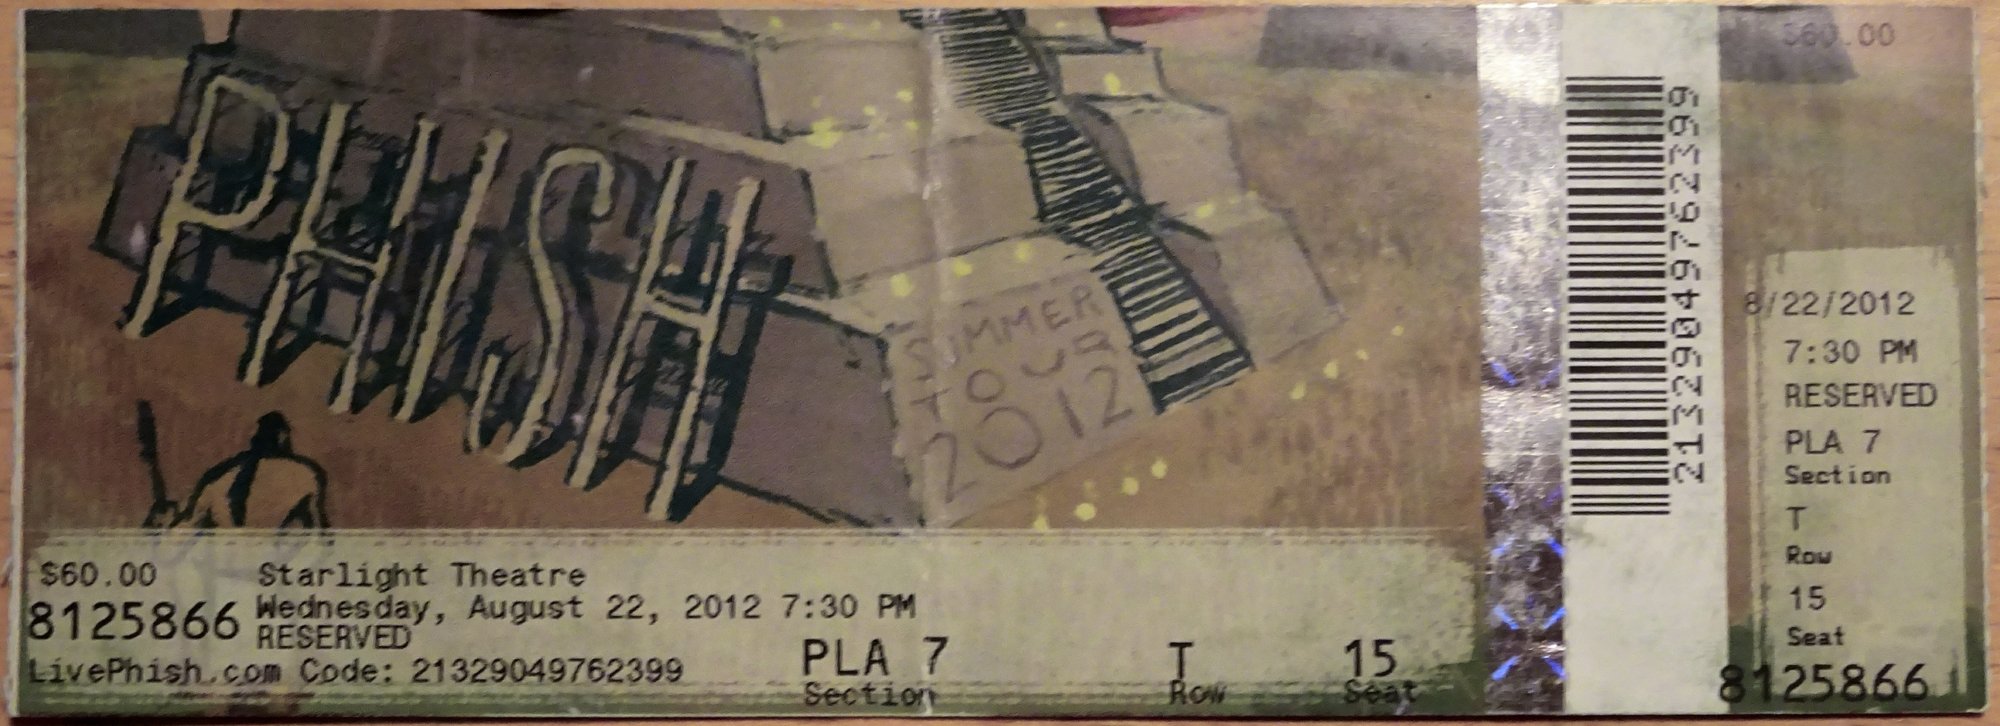 PHISH
SUMMER
TOUR
2012
$60.00
Starlight Theatre
8125866
Wednesday, August 22, 2012 7:30 PM
RESERVED
LivePhish.com Code: 21329049762399
PLA 7
Section
T
Row
15
Seat
21329049762399
$60.00
8/22/2012
7:30 PM
RESERVED
PLA 7
Section
T
Row
15
Seat
8125866